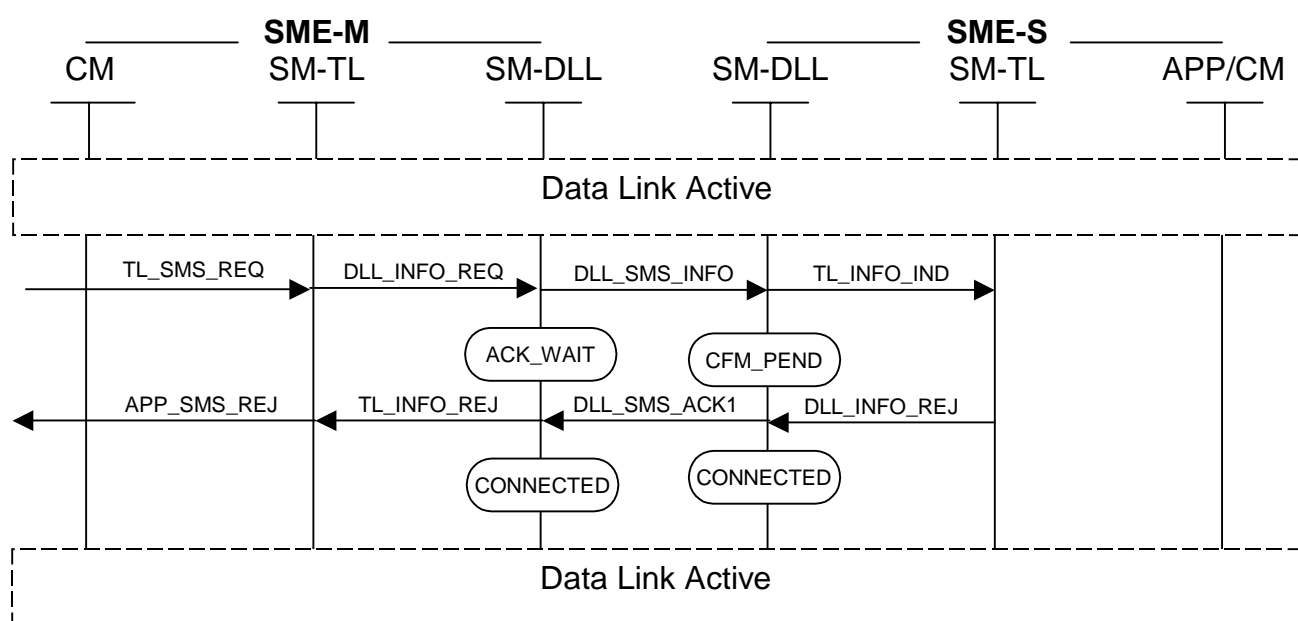 SME-M SME-S
CM SM-TL SM-DLL SM-DLL SM-TL APP/CM
Data Link Active
TL_SMS_REQ DLL_INFO_REQ DLL_SMS_INFO TL_INFO_IND
ACK_WAIT CFM_PEND
APP_SMS_REJ TL_INFO_REJ DLL_SMS_ACK1 DLL_INFO_REJ
CONNECTED CONNECTED
Data Link Active